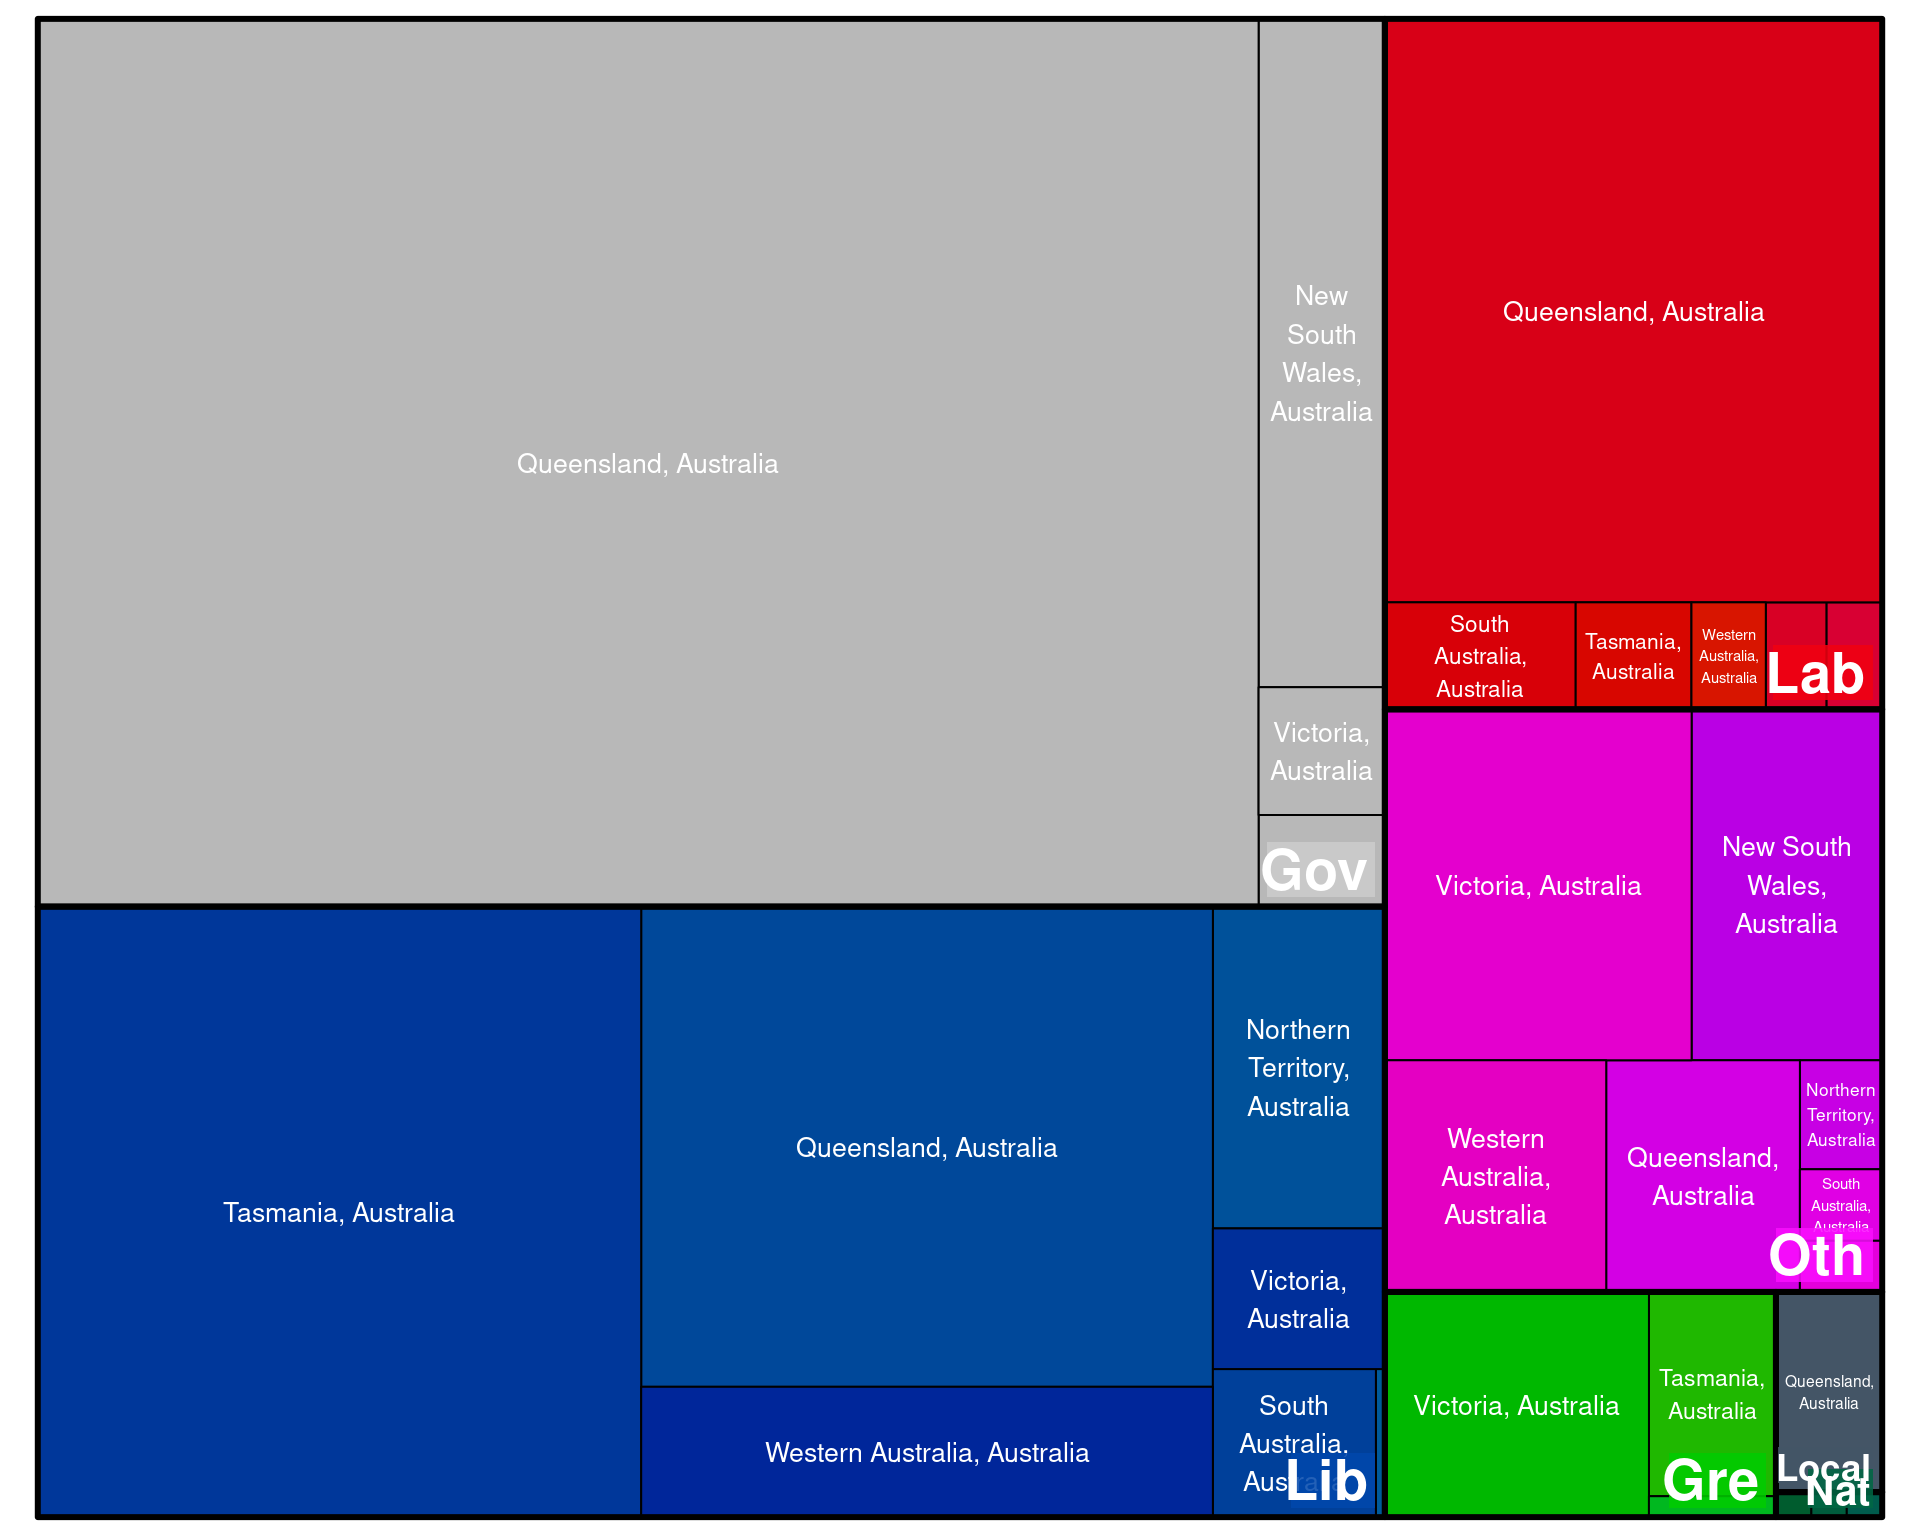 Queensland, Australia
New
South
Wales,
Australia
Victoria,
Australia
Gov
Queensland, Australia
South
Australia,
Australia
Tasmania,
Australia
Western
Australia,
Australia
Lab
Victoria, Australia
New South
Wales,
Australia
Western
Australia,
Australia
Queensland,
Australia
Northern
Territory,
Australia
South
Australia,
Australia
Oth
Tasmania, Australia
Queensland, Australia
Western Australia, Australia
Northern
Territory,
Australia
Victoria,
Australia
South
Australia,
Australia
Lib
Victoria, Australia
Tasmania,
Australia
Gre
Queensland,
Australia
Local
Nat